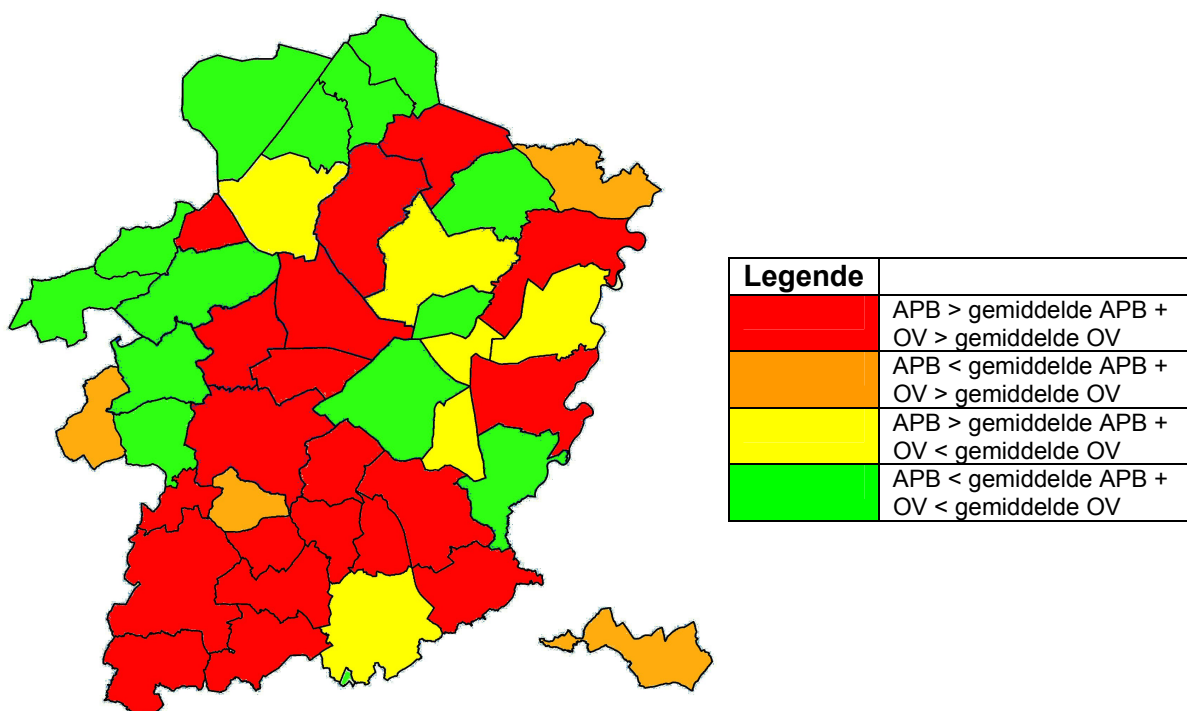 Legende
APB > gemiddelde APB +
OV > gemiddelde OV
APB < gemiddelde APB +
OV > gemiddelde OV
APB > gemiddelde APB +
OV < gemiddelde OV
APB < gemiddelde APB +
OV < gemiddelde OV